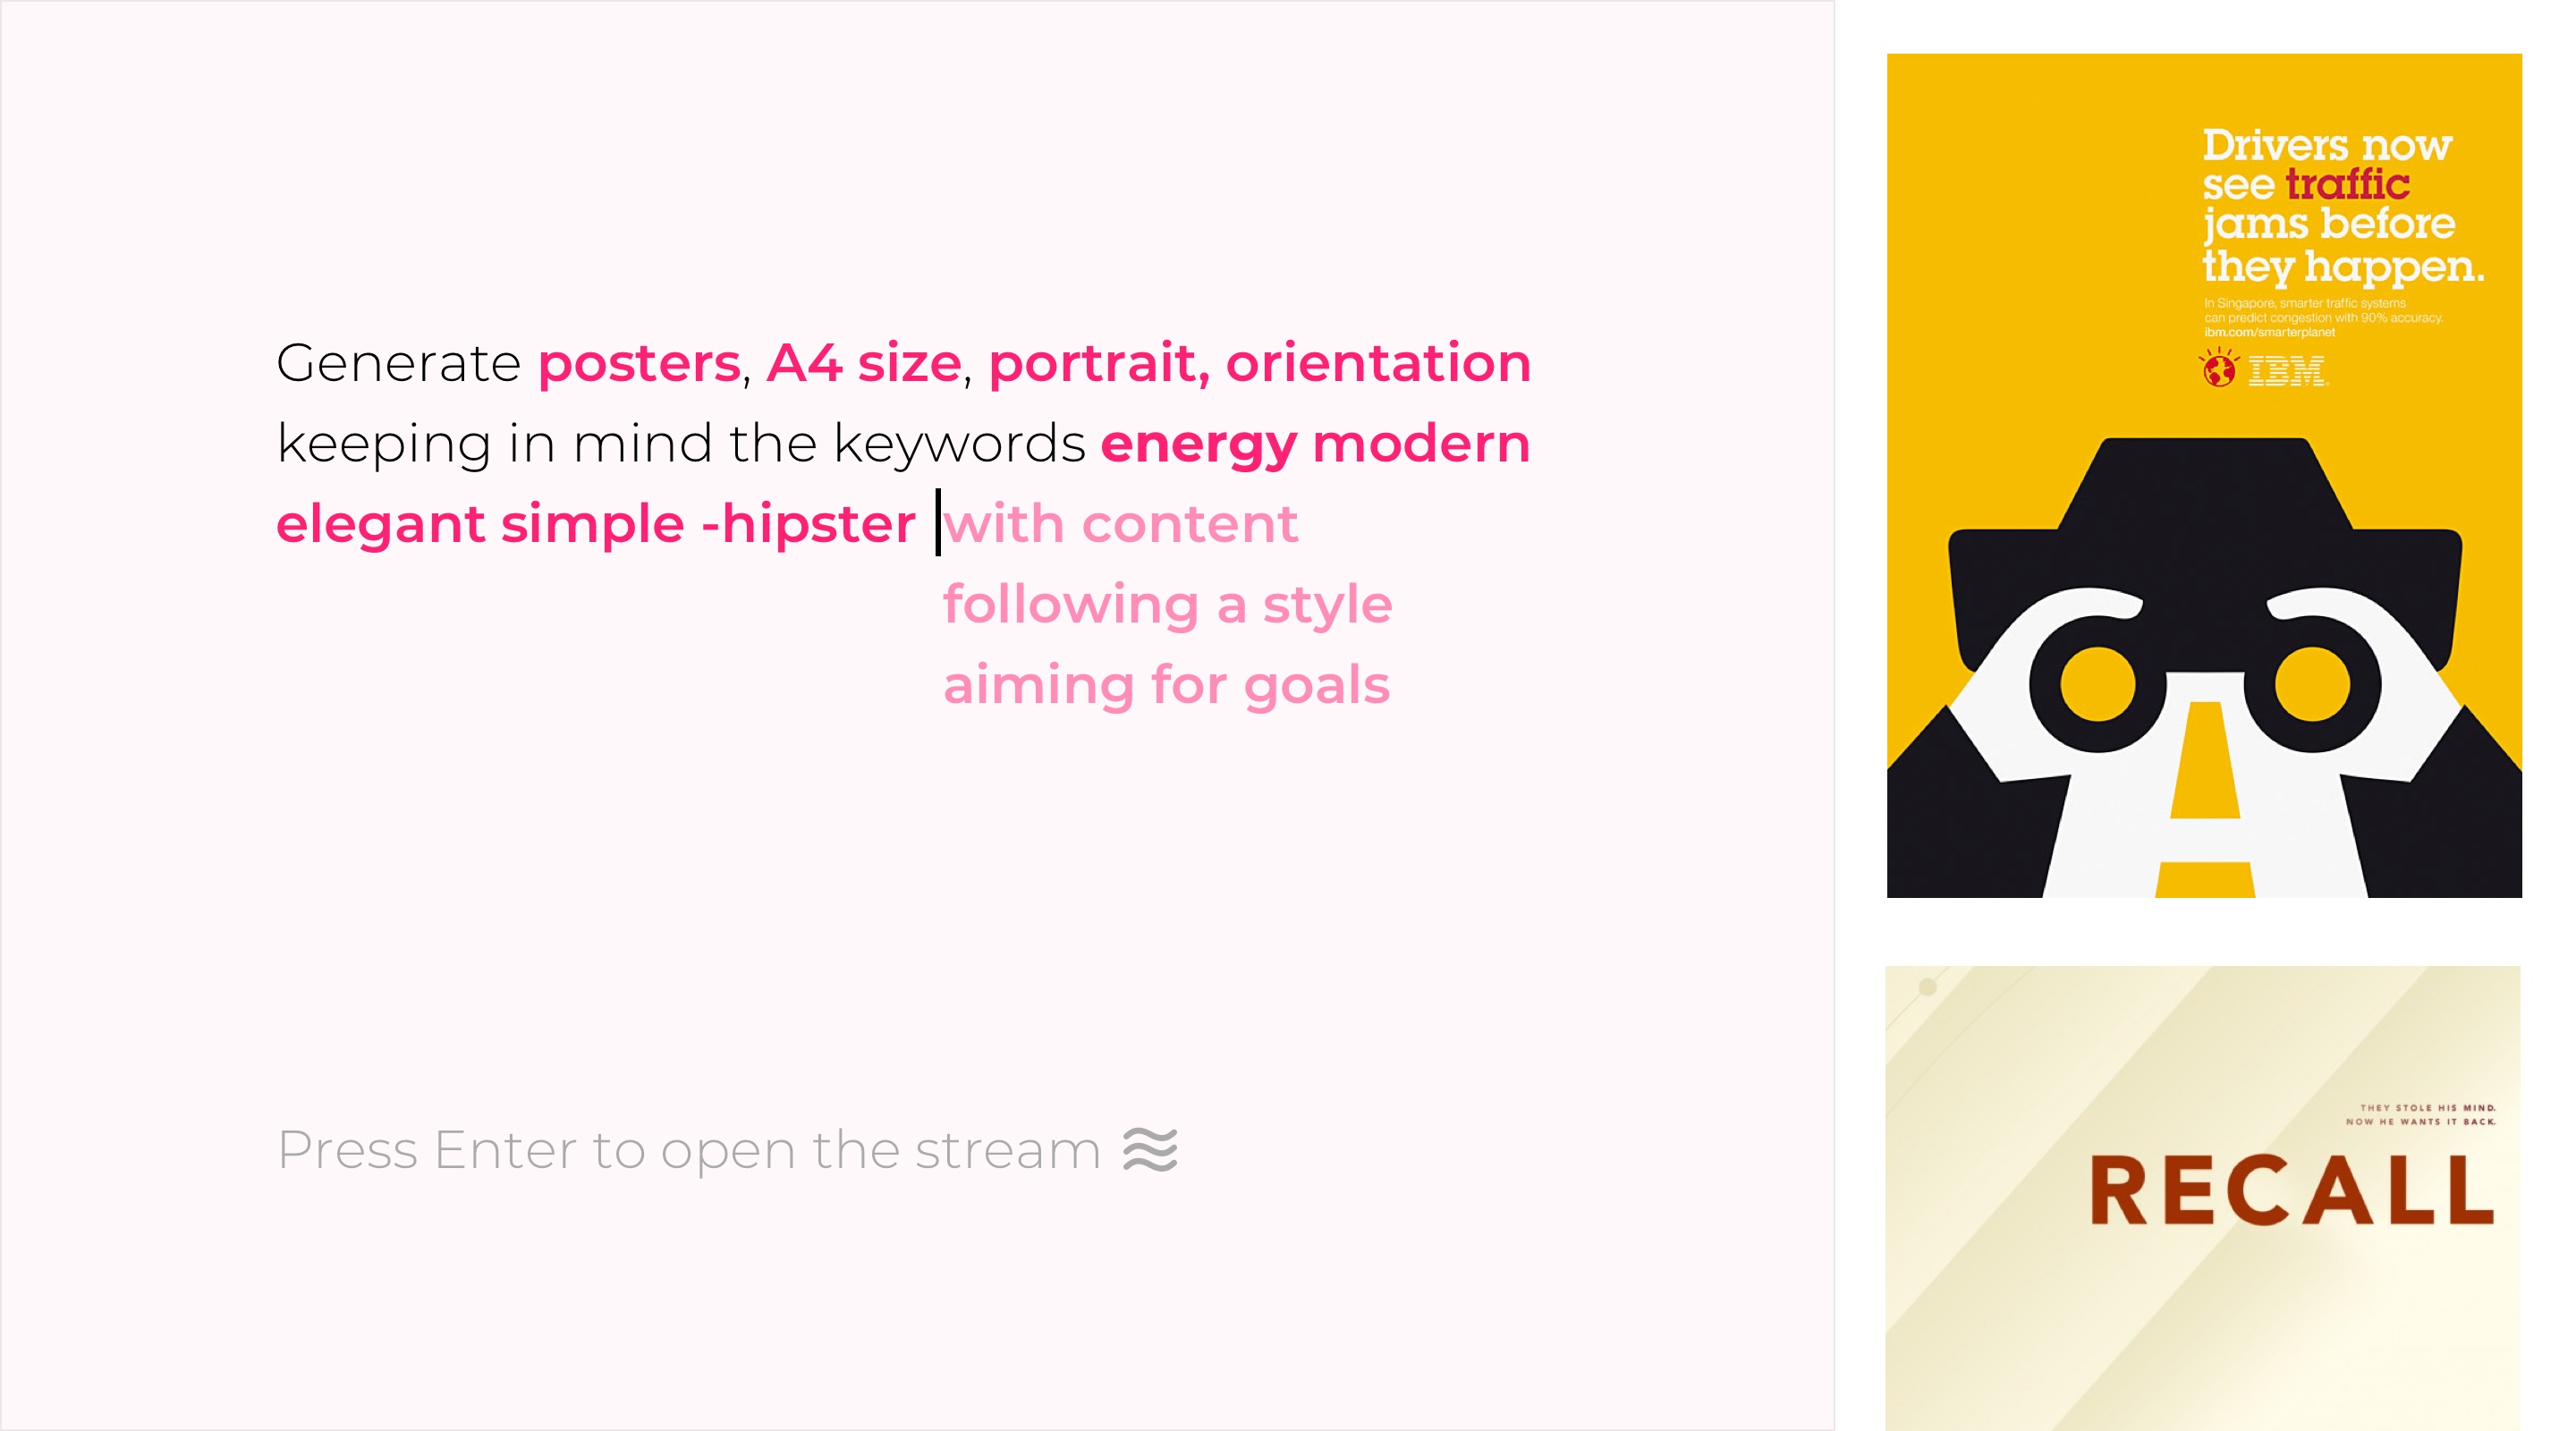 Generate posters, A4 size, portrait, orientation
keeping in mind the keywords energy modern
elegant simple -hipster with content
following a style
aiming for goals
Press Enter to open the stream
Drivers now
see traffic
jams before
they happen.
In Singapore, smarter traffic systems
can predict congestion with 90% accuracy.
ibm.com/smarterplanet
IBM®
THEY STOLE HIS MIND.
NOW HE WANTS IT BACK.
RECALL